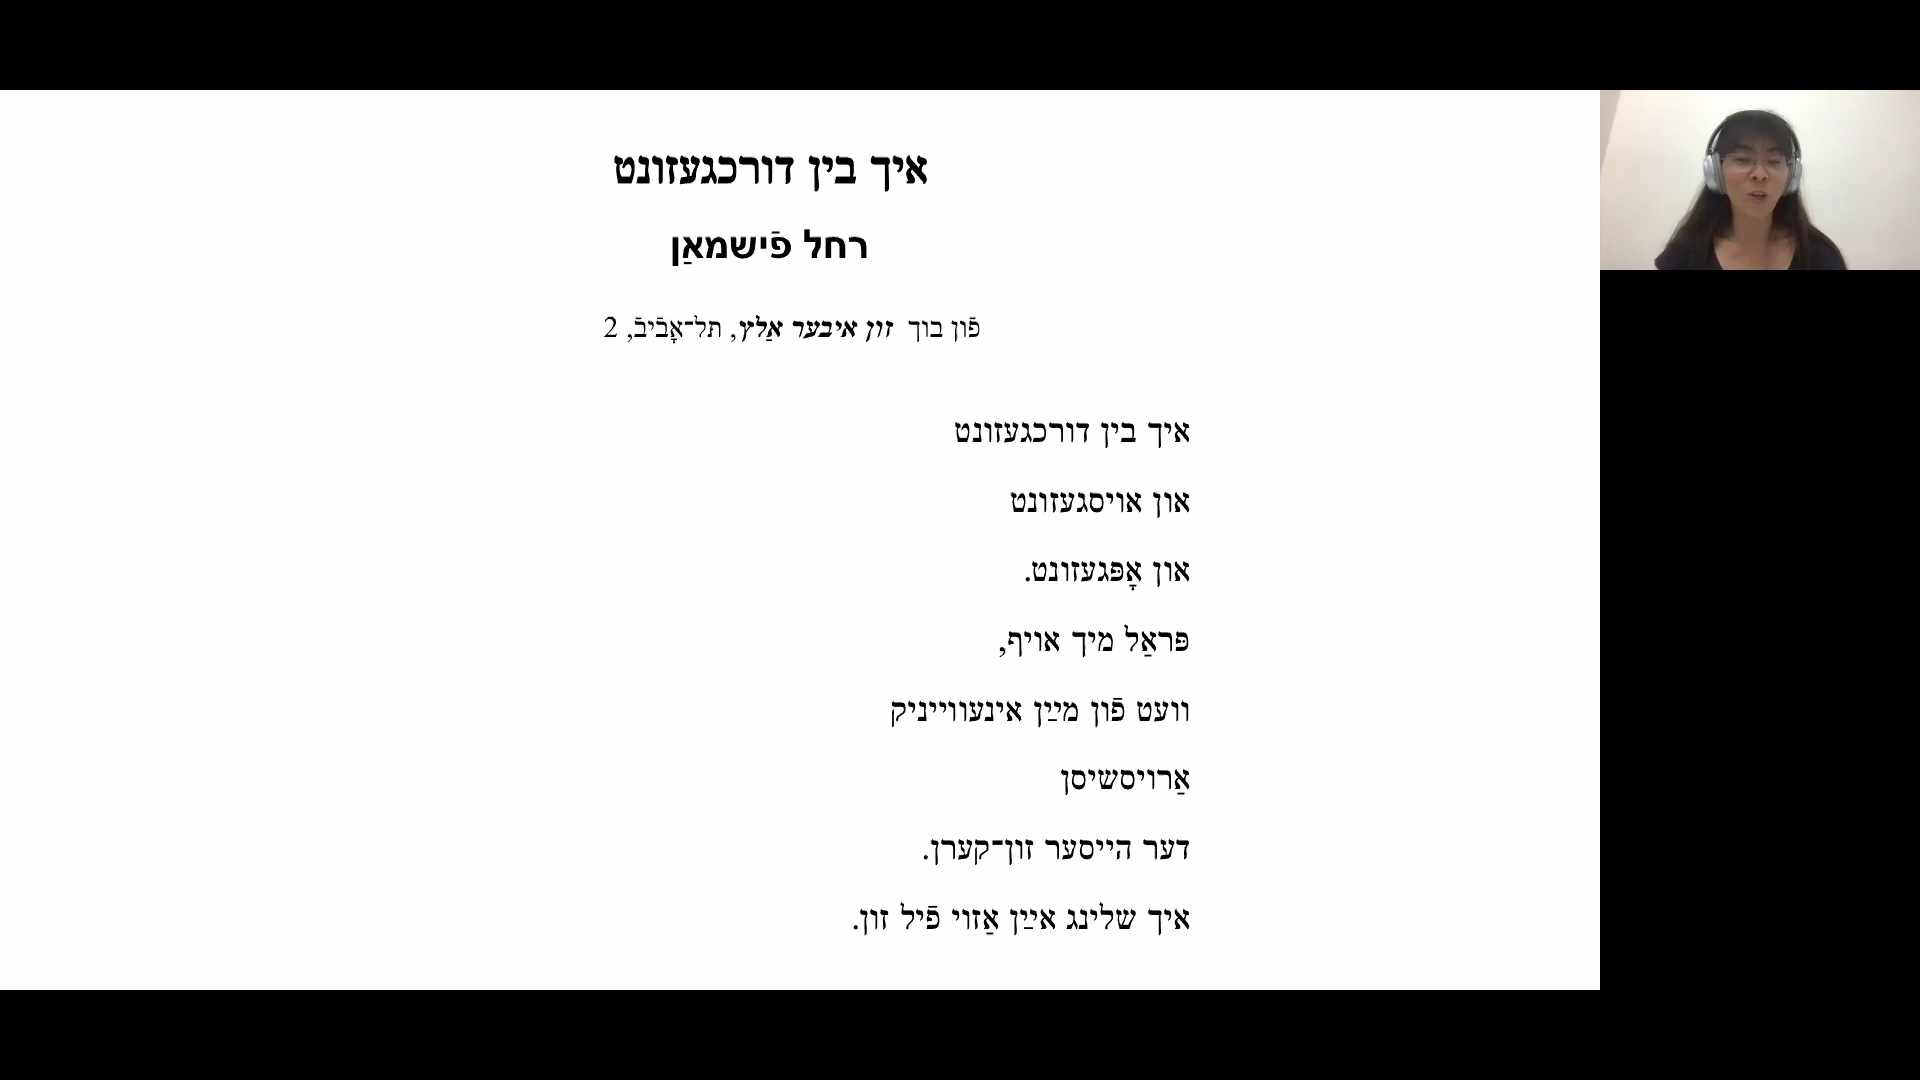 איך בין דורכגעזונט
רחל פֿישמאַן
פֿון בוך זון איבער אַלץ, תל־אָבֿיבֿ, 2
איך בין דורכגעזונט
און אויסגעזונט
און אָפּגעזונט.
פּראַל מיך אויף,
וועט פֿון מײַן אינעווייניק
אַרויסשיסן
דער הייסער זון־קערן.
איך שלינג אײַן אַזוי פֿיל זון.